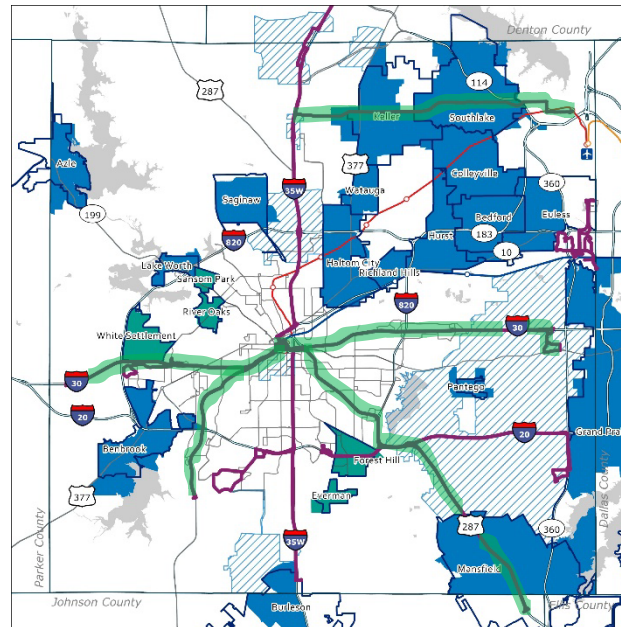 Denton County
287
114
Keller
Southlake
Azle
377
Colleyville
Watauga
35W
360
Saginaw
Bedford
Euless
199
820
Hurst
183
10
Lake Worth
Haltom City
Sansom Park
Richland Hills
River Oaks
820
White Settlement
30
30
Pantego
20
20
Grand Pra
Benbrook
Forest Hill
377
Everman
287
360
Parker County
35W
Dallas County
Mansfield
Johnson County
Burleson
Ellis County